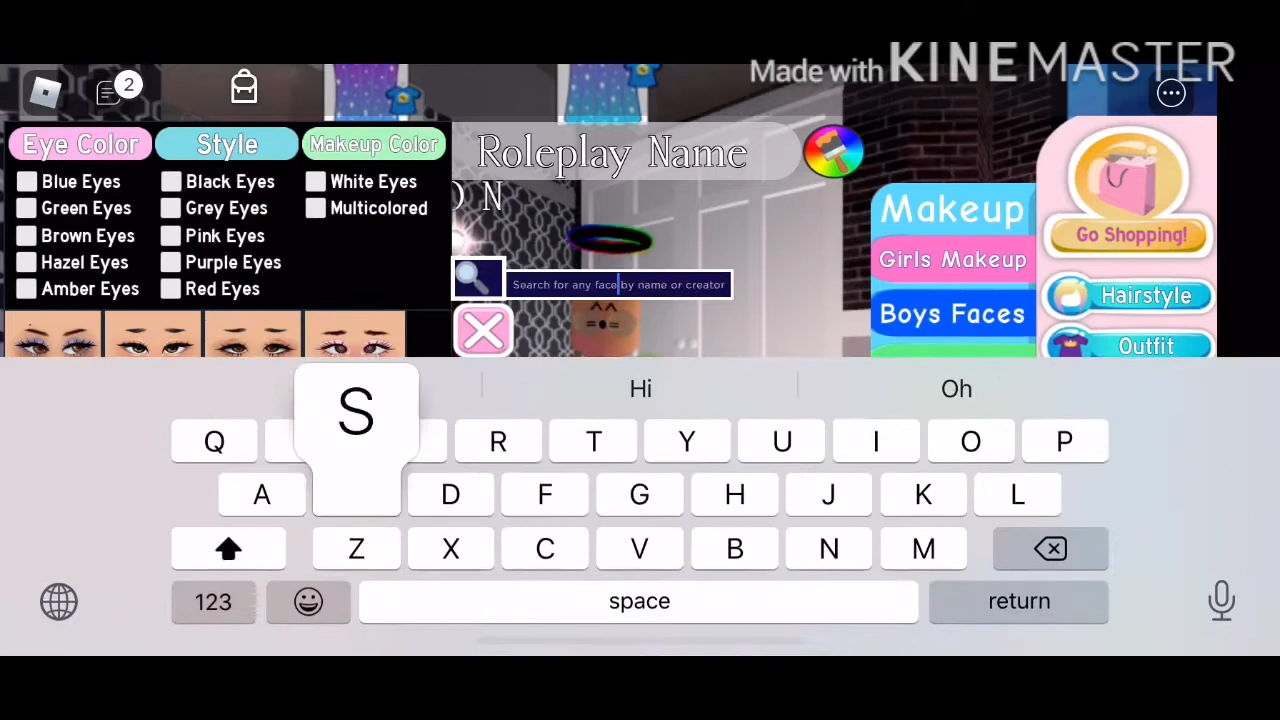 Made with KINEMASTER
2
Eye Color Style Makeup Color
Blue Eyes Black Eyes White Eyes
Green Eyes Grey Eyes Multicolored
Brown Eyes Pink Eyes
Hazel Eyes Purple Eyes
Amber Eyes Red Eyes
Roleplay Name
N
Search for any face by name or creator
Makeup
Girls Makeup
Boys Faces
Go Shopping!
Hairstyle
Outfit
Hi Oh
S
Q R T Y U I O P
A D F G H J K L
Z X C V B N M
123 space return